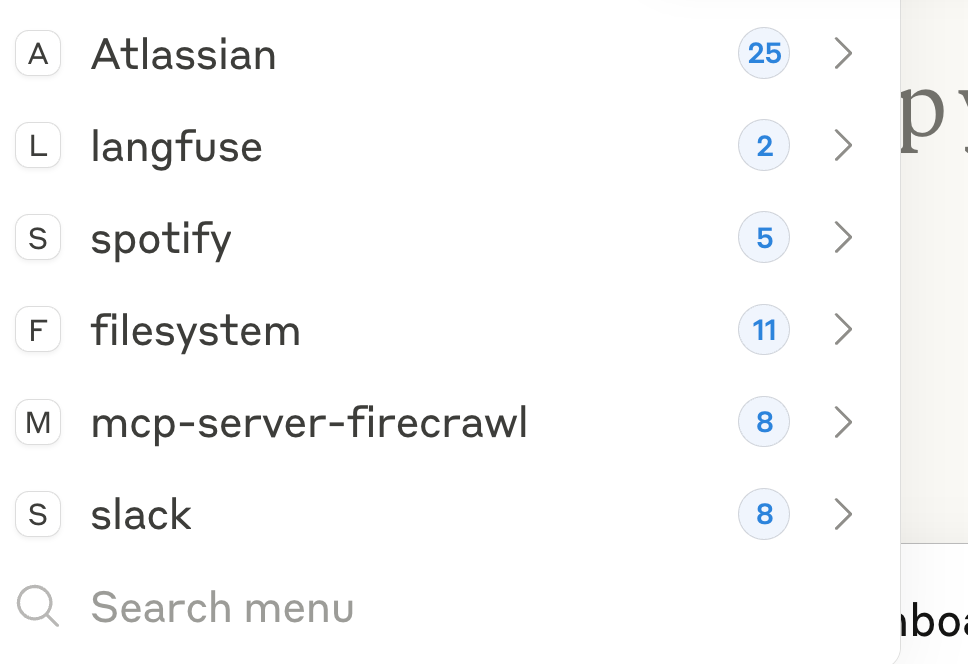 A Atlassian 25
L langfuse 2
S spotify 5
F filesystem 11
M mcp-server-firecrawl 8
S slack 8
Search menu